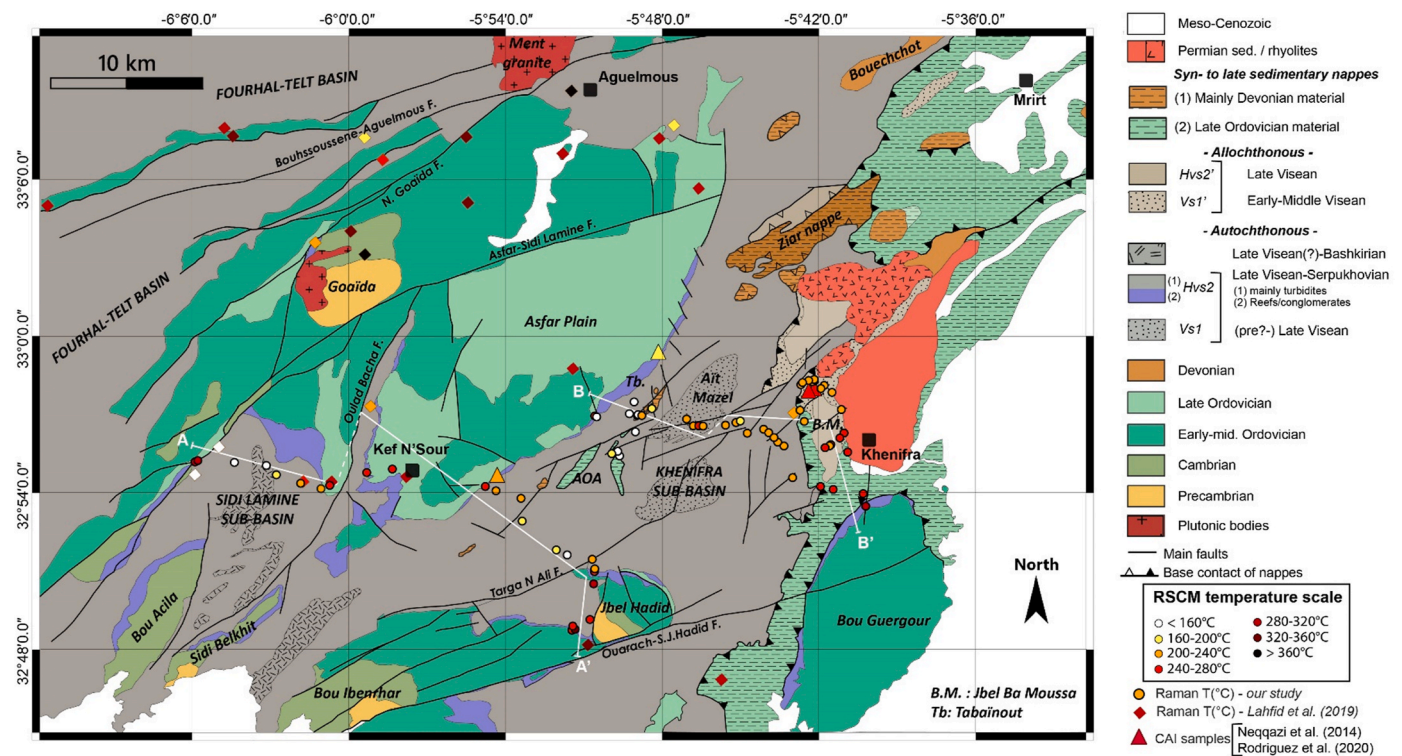 -6°6'0.0"
-6°00'0.0"
-5°54'0.0"
-5°48'0.0"
-5°42'0.0"
-5°36'0.0"
10 km
FOURHAL-TELT BASIN
Ment
granite
Aguelmous
Bouechchot
Mrirt
Bouhssoussene-Aguelmous F.
N. Goaïda F.
33°6'0.0"
Asfar-Sidi Lamine F.
Ziar nappe
Goaïda
FOURHAL-TELT BASIN
Asfar Plain
33°0'0.0"
Oulad Bacha F.
Tb.
Aït
Mazel
B
A
B.M
Kef N'Sour
Khenifra
AOA
KHENIFRA
SUB-BASIN
32°54'0.0"
SIDI LAMINE
SUB-BASIN
B'
North
Targa N Ali F.
Bou Acila
Jbel Hadid
Bou Guergour
Sidi Belkhit
Ouarach-S.J.Hadid F.
32°48'0.0"
A'
Bou Ibenrhar
B.M. : Jbel Ba Moussa
Tb: Tabaïnout
Meso-Cenozoic
Permian sed. / rhyolites
Syn- to late sedimentary nappes
(1) Mainly Devonian material
(2) Late Ordovician material
- Allochthonous -
Hvs2' Late Visean
Vs1' Early-Middle Visean
- Autochthonous -
Late Visean(?)-Bashkirian
(1) Hvs2 Late Visean-Serpukhovian
(1) mainly turbidites
(2) (2) Reefs/conglomerates
Vs1 (pre?-) Late Visean
Devonian
Late Ordovician
Early-mid. Ordovician
Cambrian
Precambrian
Plutonic bodies
Main faults
Base contact of nappes
RSCM temperature scale
< 160°C 280-320°C
160-200°C 320-360°C
200-240°C > 360°C
240-280°C
Raman T(°C) - our study
Raman T(°C) - Lahfid et al. (2019)
CAI samples Neqqazi et al. (2014)
Rodriguez et al. (2020)